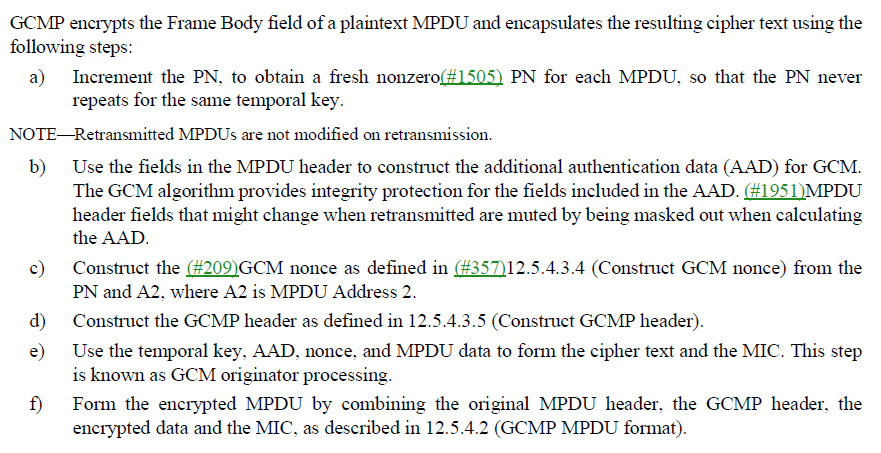 GCMP encrypts the Frame Body field of a plaintext MPDU and encapsulates the resulting cipher text using the
following steps:
a) Increment the PN, to obtain a fresh nonzero(#1505) PN for each MPDU, so that the PN never
repeats for the same temporal key.
NOTE—Retransmitted MPDUs are not modified on retransmission.
b) Use the fields in the MPDU header to construct the additional authentication data (AAD) for GCM.
The GCM algorithm provides integrity protection for the fields included in the AAD. (#1951)MPDU
header fields that might change when retransmitted are muted by being masked out when calculating
the AAD.
c) Construct the (#209)GCM nonce as defined in (#357)12.5.4.3.4 (Construct GCM nonce) from the
PN and A2, where A2 is MPDU Address 2.
d) Construct the GCMP header as defined in 12.5.4.3.5 (Construct GCMP header).
e) Use the temporal key, AAD, nonce, and MPDU data to form the cipher text and the MIC. This step
is known as GCM originator processing.
f) Form the encrypted MPDU by combining the original MPDU header, the GCMP header, the
encrypted data and the MIC, as described in 12.5.4.2 (GCMP MPDU format).